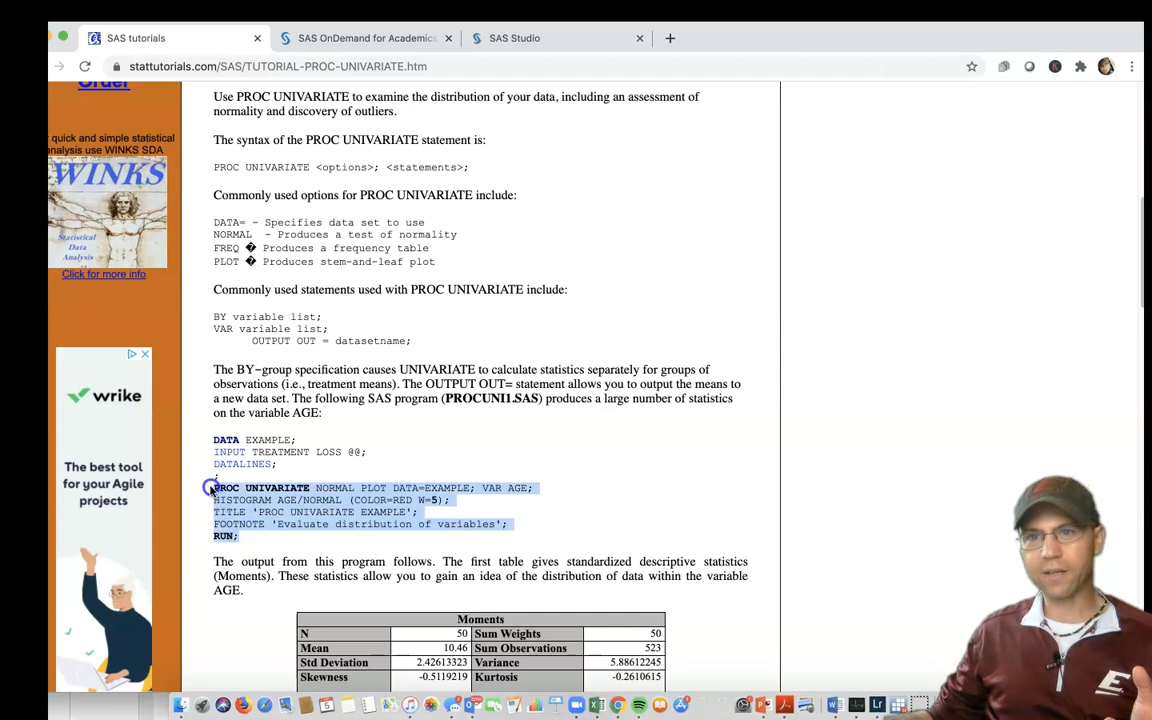 SAS tutorials
SAS OnDemand for Academics
SAS Studio
stattutorials.com/SAS/TUTORIAL-PROC-UNIVARIATE.htm
Order
quick and simple statistical
analysis use WINKS SDA
WINKS
Statistical
Data
Analysis
Click for more info
wrike
The best tool
for your Agile
projects
Use PROC UNIVARIATE to examine the distribution of your data, including an assessment of
normality and discovery of outliers.
The syntax of the PROC UNIVARIATE statement is:
PROC UNIVARIATE <options>; <statements>;
Commonly used options for PROC UNIVARIATE include:
DATA= - Specifies data set to use
NORMAL - Produces a test of normality
FREQ � Produces a frequency table
PLOT � Produces stem-and-leaf plot
Commonly used statements used with PROC UNIVARIATE include:
BY variable list;
VAR variable list;
OUTPUT OUT = datasetname;
The BY-group specification causes UNIVARIATE to calculate statistics separately for groups of
observations (i.e., treatment means). The OUTPUT OUT= statement allows you to output the means to
a new data set. The following SAS program (PROCUNI1.SAS) produces a large number of statistics
on the variable AGE:
DATA EXAMPLE;
INPUT TREATMENT LOSS @@;
DATALINES;
;
PROC UNIVARIATE NORMAL PLOT DATA=EXAMPLE; VAR AGE;
HISTOGRAM AGE/NORMAL (COLOR=RED W=5);
TITLE 'PROC UNIVARIATE EXAMPLE';
FOOTNOTE 'Evaluate distribution of variables';
RUN;
The output from this program follows. The first table gives standardized descriptive statistics
(Moments). These statistics allow you to gain an idea of the distribution of data within the variable
AGE.
Moments
N 50 Sum Weights 50
Mean 10.46 Sum Observations 523
Std Deviation 2.42613323 Variance 5.88612245
Skewness -0.5119219 Kurtosis -0.2610615